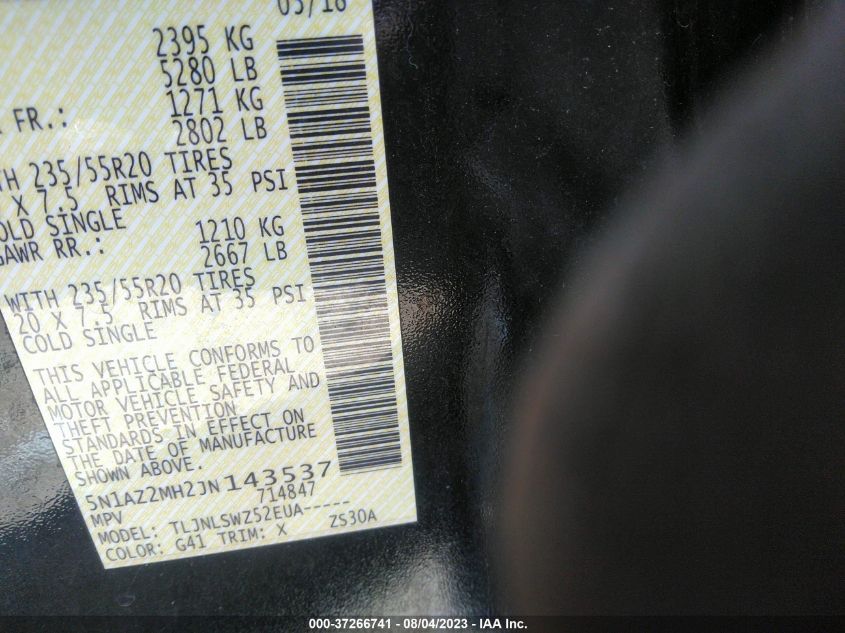 05/18
2395 KG
5280 LB
FR.: 1271 KG
2802 LB
WITH 235/55R20 TIRES
X 7.5 RIMS AT 35 PSI
COLD SINGLE
GAWR RR.: 1210 KG
2667 LB
WITH 235/55R20 TIRES
20 X 7.5 RIMS AT 35 PSI
COLD SINGLE
THIS VEHICLE CONFORMS TO
ALL APPLICABLE FEDERAL
MOTOR VEHICLE SAFETY AND
THEFT PREVENTION
STANDARDS IN EFFECT ON
THE DATE OF MANUFACTURE
SHOWN ABOVE.
5N1AZ2MH2JN143537
MPV 714847
MODEL: TLJNLSWZ52EUA-----
COLOR: G41 TRIM: X ZS30A
000-37266741 - 08/04/2023 - IAA Inc.